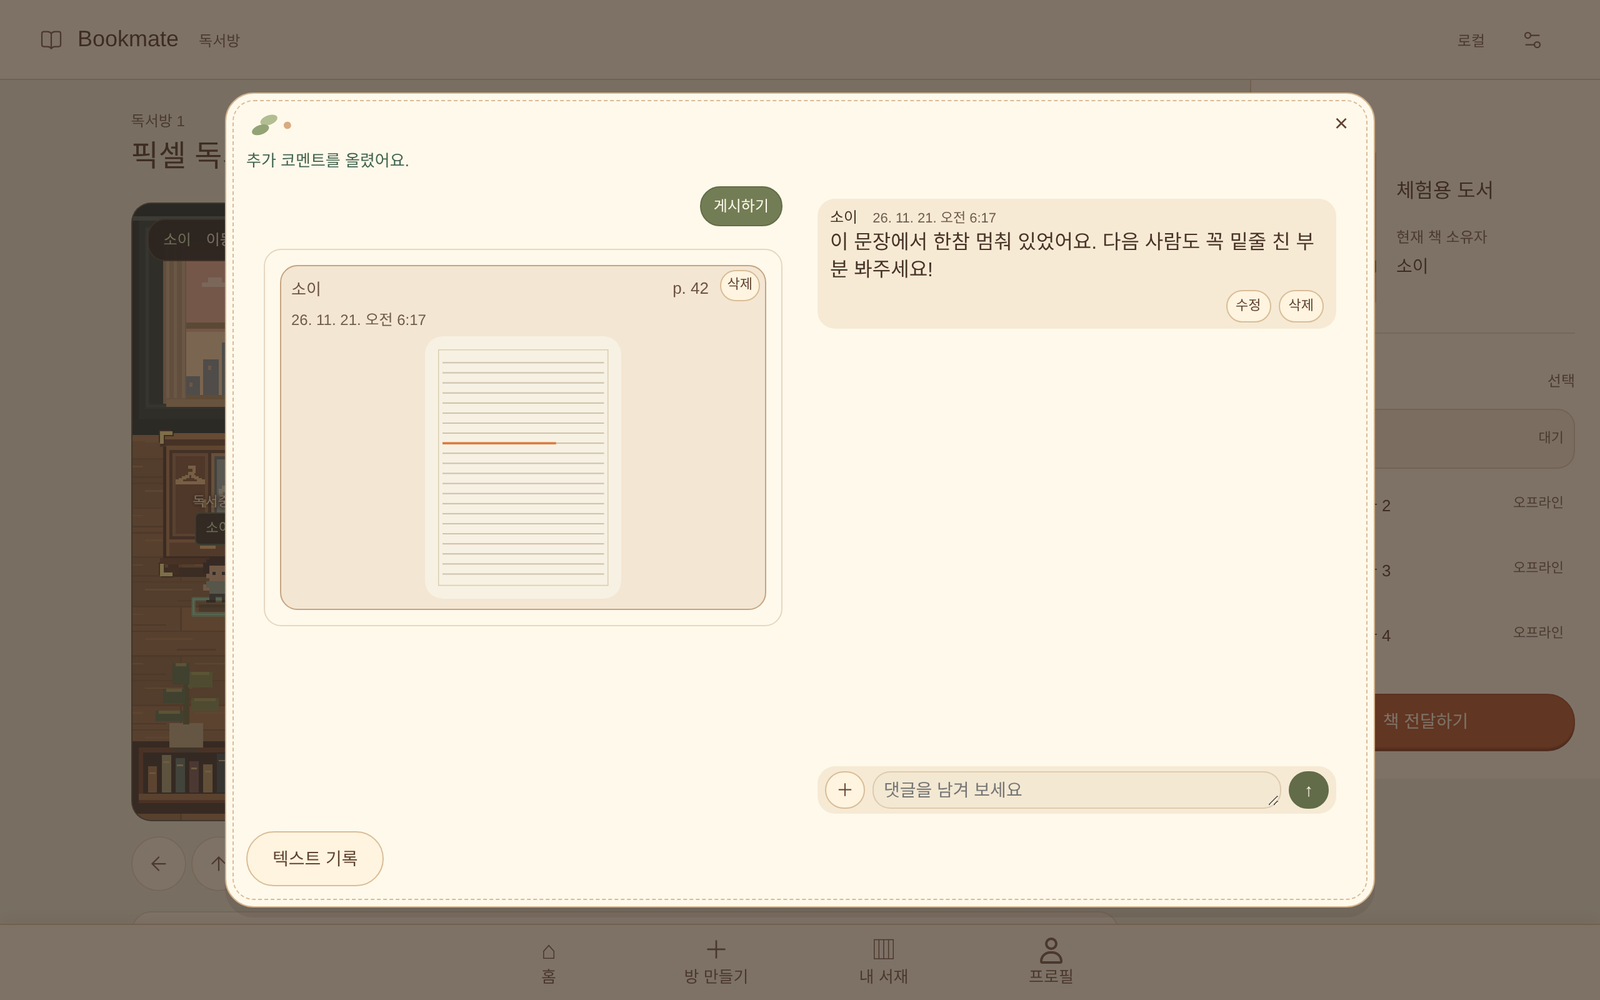 Bookmate 독서방
로컬
독서방 1
픽셀 독
소이
체험용 도서
현재 책 소유자
소이
선택
대기
2 오프라인
3 오프라인
4 오프라인
책 전달하기
독서
소이
추가 코멘트를 올렸어요.
게시하기
소이 p. 42 삭제
26. 11. 21. 오전 6:17
소이 26. 11. 21. 오전 6:17
이 문장에서 한참 멈춰 있었어요. 다음 사람도 꼭 밑줄 친 부
분 봐주세요!
수정 삭제
댓글을 남겨 보세요
텍스트 기록
홈
방 만들기
내 서재
프로필